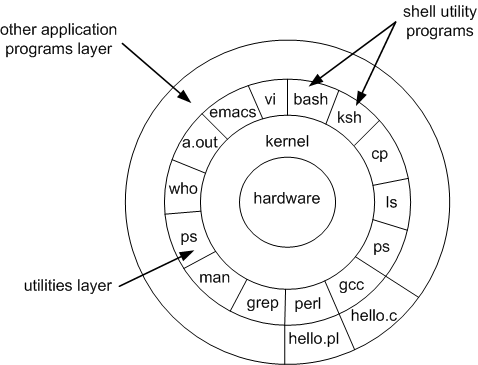 other application
programs layer
shell utility
programs
emacs
vi
bash
ksh
a.out
kernel
cp
who
hardware
ls
ps
ps
utilities layer
man
gcc
grep
perl
hello.c
hello.pl